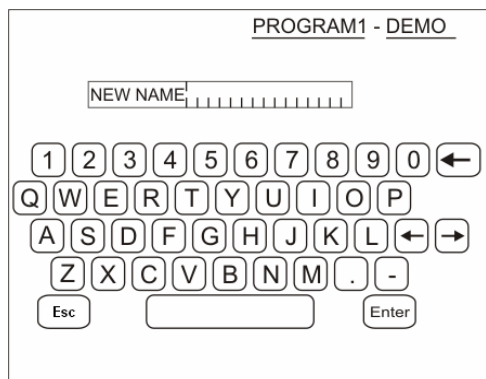 PROGRAM1 - DEMO
NEW NAME
1 2 3 4 5 6 7 8 9 0 ←
Q W E R T Y U I O P
A S D F G H J K L ← →
Z X C V B N M . -
Esc Enter